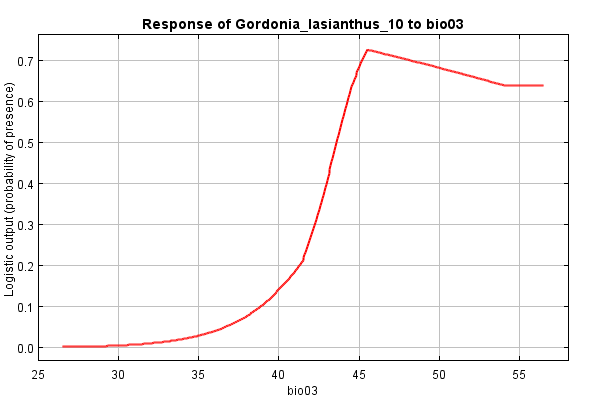 Response of Gordonia_lasianthus_10 to bio03
Logistic output (probability of presence)
0.7
0.6
0.5
0.4
0.3
0.2
0.1
0.0
25 30 35 40 45 50 55
bio03